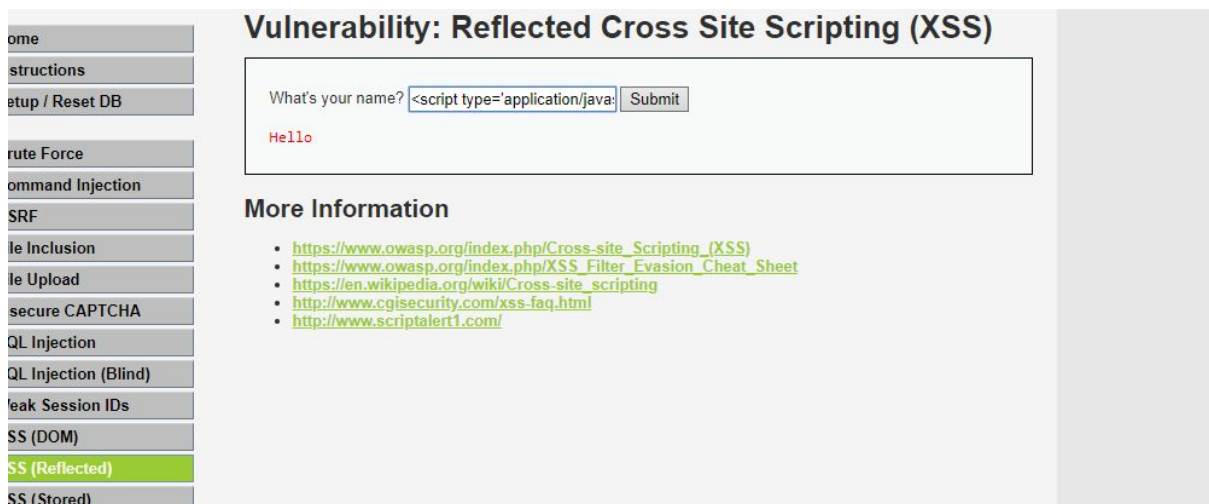 Vulnerability: Reflected Cross Site Scripting (XSS)
ome
structions
etup / Reset DB
rute Force
ommand Injection
SRF
ile Inclusion
ile Upload
secure CAPTCHA
QL Injection
QL Injection (Blind)
eak Session IDs
SS (DOM)
SS (Reflected)
SS (Stored)
What's your name? <script type='application/java Submit
Hello
More Information
https://www.owasp.org/index.php/Cross-site_Scripting_(XSS)
https://www.owasp.org/index.php/XSS_Filter_Evasion_Cheat_Sheet
https://en.wikipedia.org/wiki/Cross-site_scripting
http://www.cgisecurity.com/xss-faq.html
http://www.scriptalert1.com/